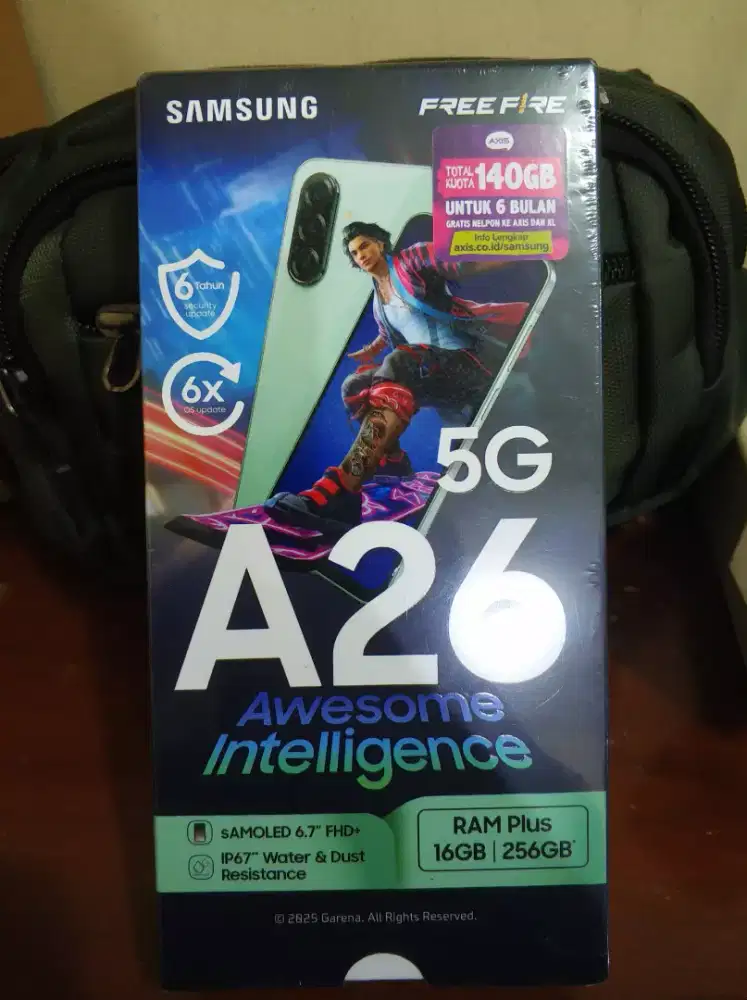 SAMSUNG
FREE FIRE
AXIS
TOTAL KUOTA 140GB
UNTUK 6 BULAN
GRATIS NELPON KE AXIS DAN XL
Info Lengkap
axis.co.id/samsung
6 Tahun
security
update
6X
OS update
5G
A26
Awesome
Intelligence
sAMOLED 6.7" FHD+
IP67** Water & Dust
Resistance
RAM Plus
16GB | 256GB*
© 2025 Garena. All Rights Reserved.